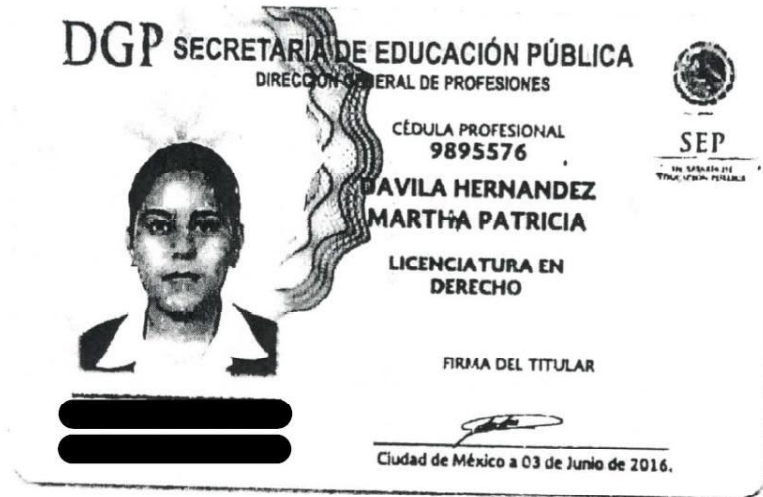 DGP SECRETARÍA DE EDUCACIÓN PÚBLICA
DIRECCIÓN GENERAL DE PROFESIONES
CÉDULA PROFESIONAL
9895576
SEP
DAVILA HERNANDEZ
MARTHA PATRICIA
LICENCIATURA EN
DERECHO
FIRMA DEL TITULAR
Ciudad de México a 03 de Junio de 2016.